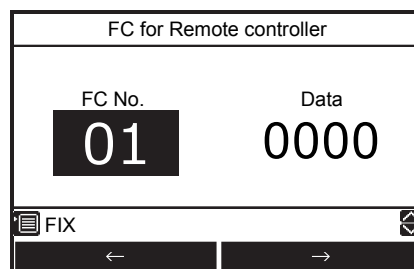 FC for Remote controller
FC No. Data
01 0000
FIX
← →